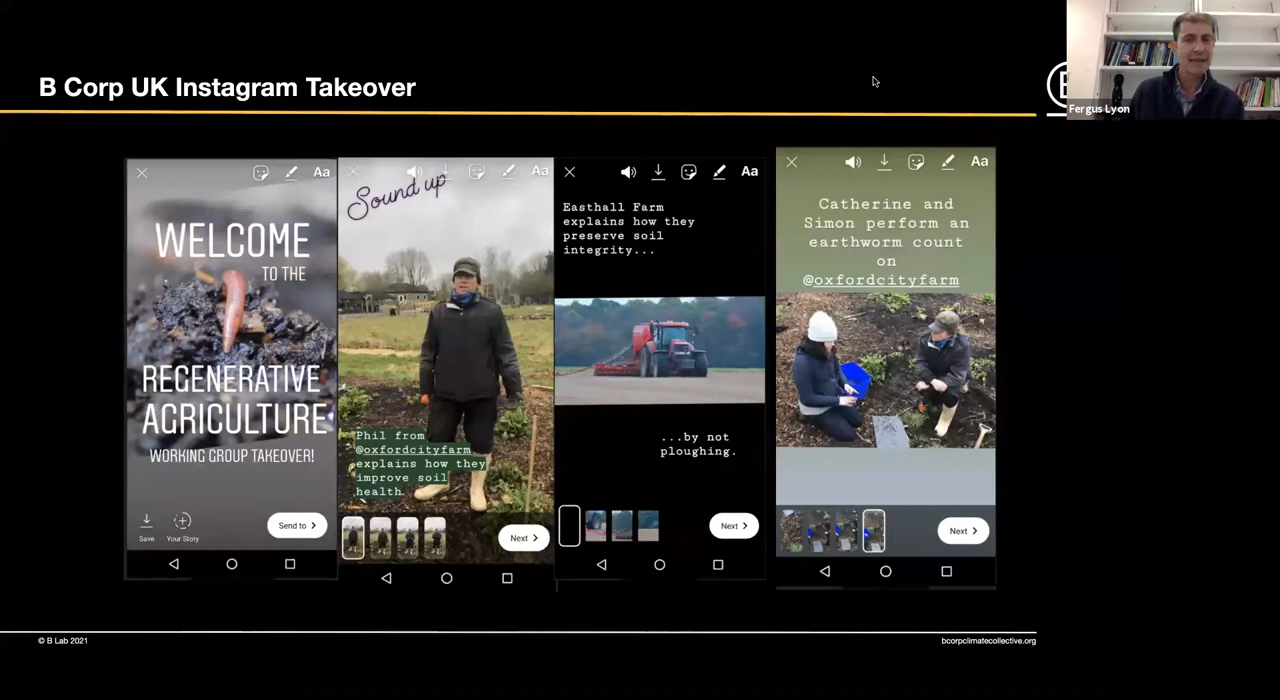 B Corp UK Instagram Takeover
Fergus Lyon
Aa
WELCOME
TO THE
REGENERATIVE
AGRICULTURE
WORKING GROUP TAKEOVER!
Save
Your Story
Send to
Aa
Sound up
Phil from
@oxfordcityfarm
explains how they
improve soil
health
Next
Aa
Easthall Farm
explains how they
preserve soil
integrity...
...by not
ploughing.
Next
Aa
Catherine and
Simon perform an
earthworm count
on
@oxfordcityfarm
Next
© B Lab 2021
bcorpclimatecollective.org